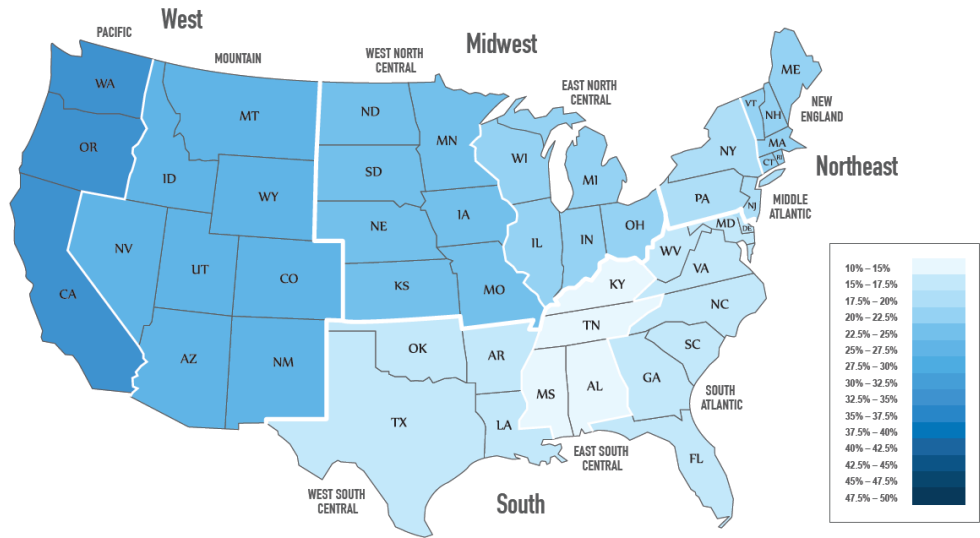 West
PACIFIC
MOUNTAIN
WEST NORTH
CENTRAL
Midwest
EAST NORTH
CENTRAL
NEW
ENGLAND
Northeast
MIDDLE
ATLANTIC
WA
OR
CA
MT
ID
WY
NV
UT
CO
AZ
NM
ND
SD
NE
KS
MN
IA
MO
WI
MI
IL
IN
OH
ME
VT
NH
MA
CT
RI
NY
PA
NJ
MD
DE
WV
VA
KY
NC
TN
SC
OK
AR
MS
AL
GA
TX
LA
FL
SOUTH
ATLANTIC
EAST SOUTH
CENTRAL
WEST SOUTH
CENTRAL
South
10% – 15%
15% – 17.5%
17.5% – 20%
20% – 22.5%
22.5% – 25%
25% – 27.5%
27.5% – 30%
30% – 32.5%
32.5% – 35%
35% – 37.5%
37.5% – 40%
40% – 42.5%
42.5% – 45%
45% – 47.5%
47.5% – 50%